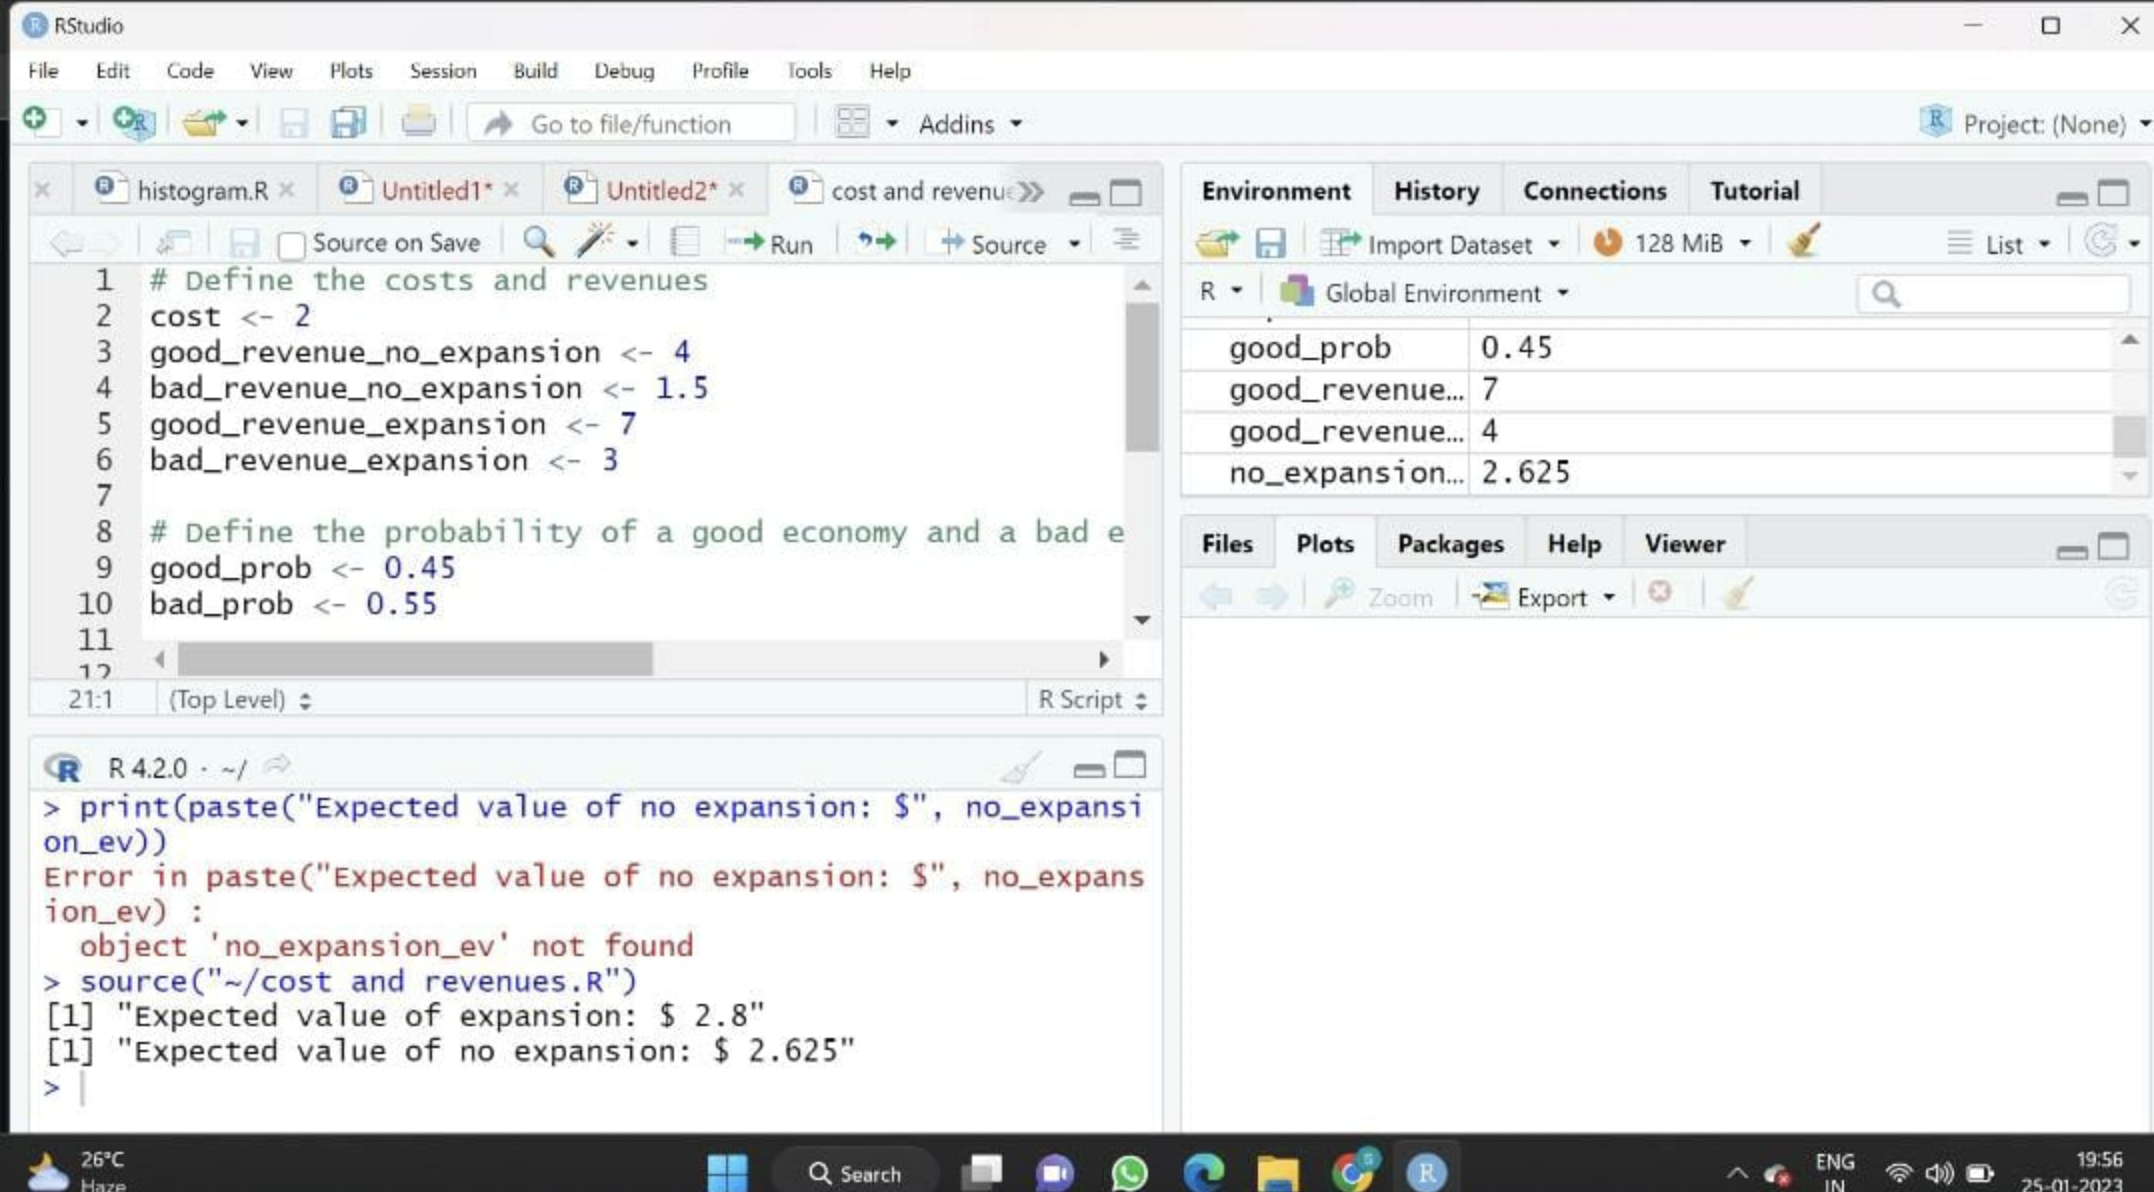 RStudio
File Edit Code View Plots Session Build Debug Profile Tools Help
Go to file/function Addins Project: (None)
histogram.R Untitled1* Untitled2* cost and revenu
Source on Save Run Source
1 # Define the costs and revenues
2 cost <- 2
3 good_revenue_no_expansion <- 4
4 bad_revenue_no_expansion <- 1.5
5 good_revenue_expansion <- 7
6 bad_revenue_expansion <- 3
7
8 # Define the probability of a good economy and a bad e
9 good_prob <- 0.45
10 bad_prob <- 0.55
11
12
21:1 (Top Level) R Script
R 4.2.0 · ~/
> print(paste("Expected value of no expansion: $", no_expansi
on_ev))
Error in paste("Expected value of no expansion: $", no_expans
ion_ev) :
object 'no_expansion_ev' not found
> source("~/cost and revenues.R")
[1] "Expected value of expansion: $ 2.8"
[1] "Expected value of no expansion: $ 2.625"
>
Environment History Connections Tutorial
Import Dataset 128 MiB List
R Global Environment
good_prob 0.45
good_revenue… 7
good_revenue… 4
no_expansion… 2.625
Files Plots Packages Help Viewer
Zoom Export
26°C
Haze
Search
ENG
IN
19:56
25-01-2023